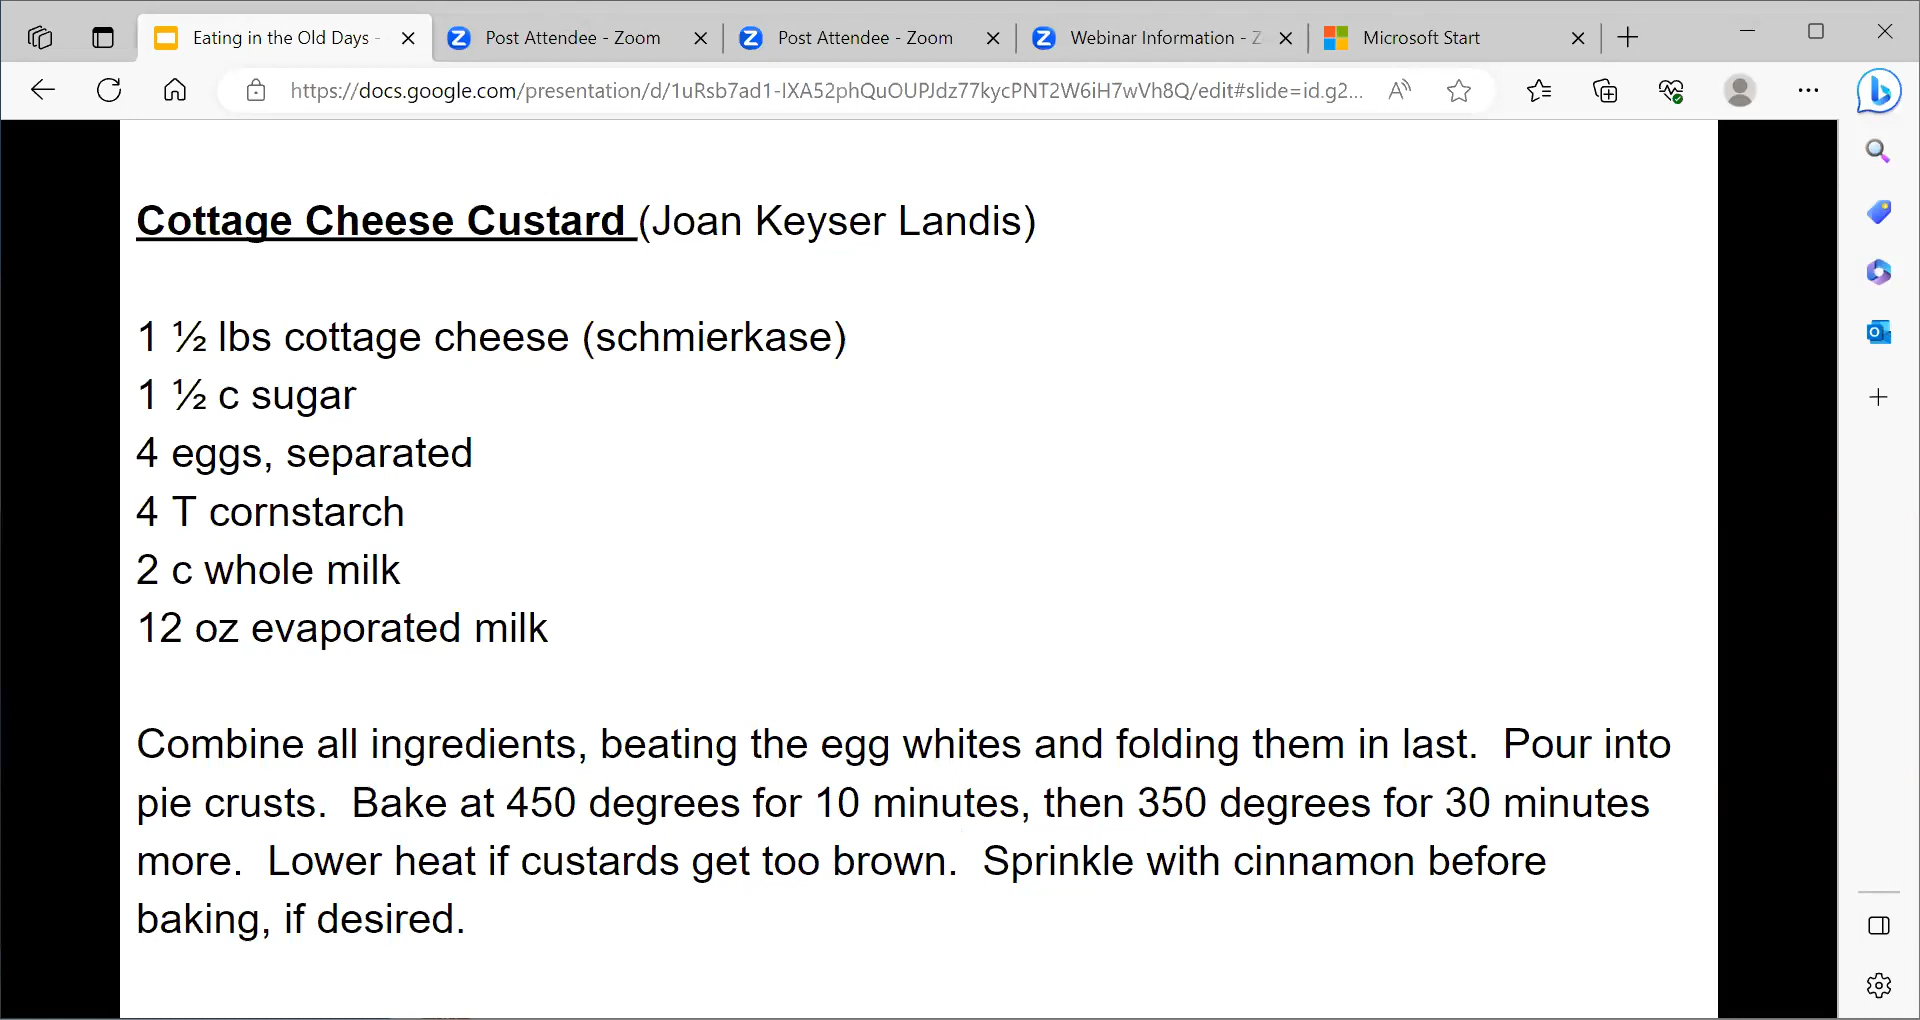 Eating in the Old Days -
Post Attendee - Zoom
Post Attendee - Zoom
Webinar Information - Z
Microsoft Start
https://docs.google.com/presentation/d/1uRsb7ad1-IXA52phQuOUPJdz77kycPNT2W6iH7wVh8Q/edit#slide=id.g2...
Cottage Cheese Custard (Joan Keyser Landis)
1 ½ lbs cottage cheese (schmierkase)
1 ½ c sugar
4 eggs, separated
4 T cornstarch
2 c whole milk
12 oz evaporated milk
Combine all ingredients, beating the egg whites and folding them in last. Pour into
pie crusts. Bake at 450 degrees for 10 minutes, then 350 degrees for 30 minutes
more. Lower heat if custards get too brown. Sprinkle with cinnamon before
baking, if desired.